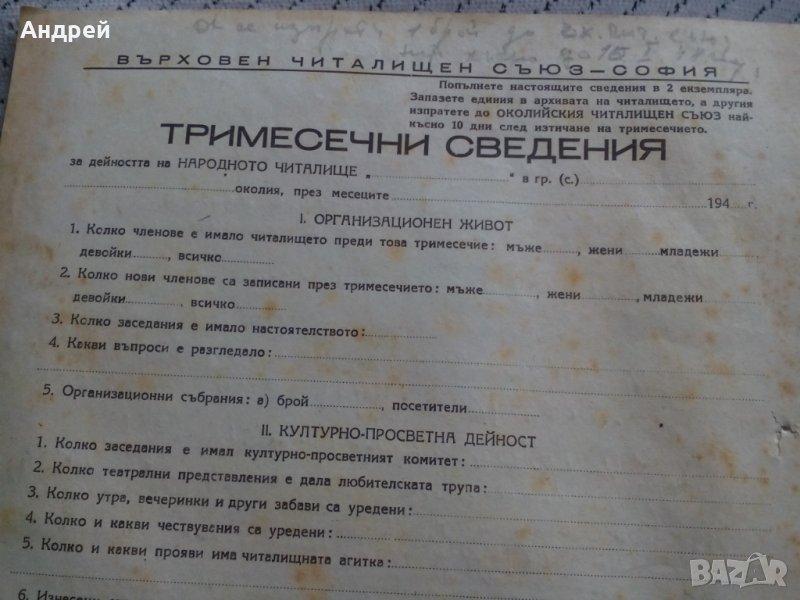 Андрей
ВЪРХОВЕН ЧИТАЛИЩЕН СЪЮЗ—СОФИЯ
Попълнете настоящите сведения в 2 екземпляра.
Запазете единия в архивата на читалището, а другия
изпратете до ОКОЛИЙСКИЯ ЧИТАЛИЩЕН СЪЮЗ най-
късно 10 дни след изтичане на тримесечието.
ТРИМЕСЕЧНИ СВЕДЕНИЯ
за дейността на НАРОДНОТО ЧИТАЛИЩЕ „..........“ в гр. (с.)..........
..........околия, през месеците..........194.....г.
I. ОРГАНИЗАЦИОНЕН ЖИВОТ
1. Колко членове е имало читалището преди това тримесечие: мъже.........., жени..........младежи
девойки.........., всичко..........
2. Колко нови членове са записани през тримесечието: мъже.........., жени..........,младежи
девойки.........., всичко..........
3. Колко заседания е имало настоятелството:..........
4. Какви въпроси е разгледало:..........
5. Организационни събрания: а) брой.........., посетители..........
II. КУЛТУРНО-ПРОСВЕТНА ДЕЙНОСТ
1. Колко заседания е имал културно-просветният комитет:..........
2. Колко театрални представления е дала любителската трупа:..........
3. Колко утра, вечеринки и други забави са уредени:..........
4. Колко и какви чествувания са уредени:..........
5. Колко и какви прояви има читалищната агитка:..........
6. Изнесени
BAZAR